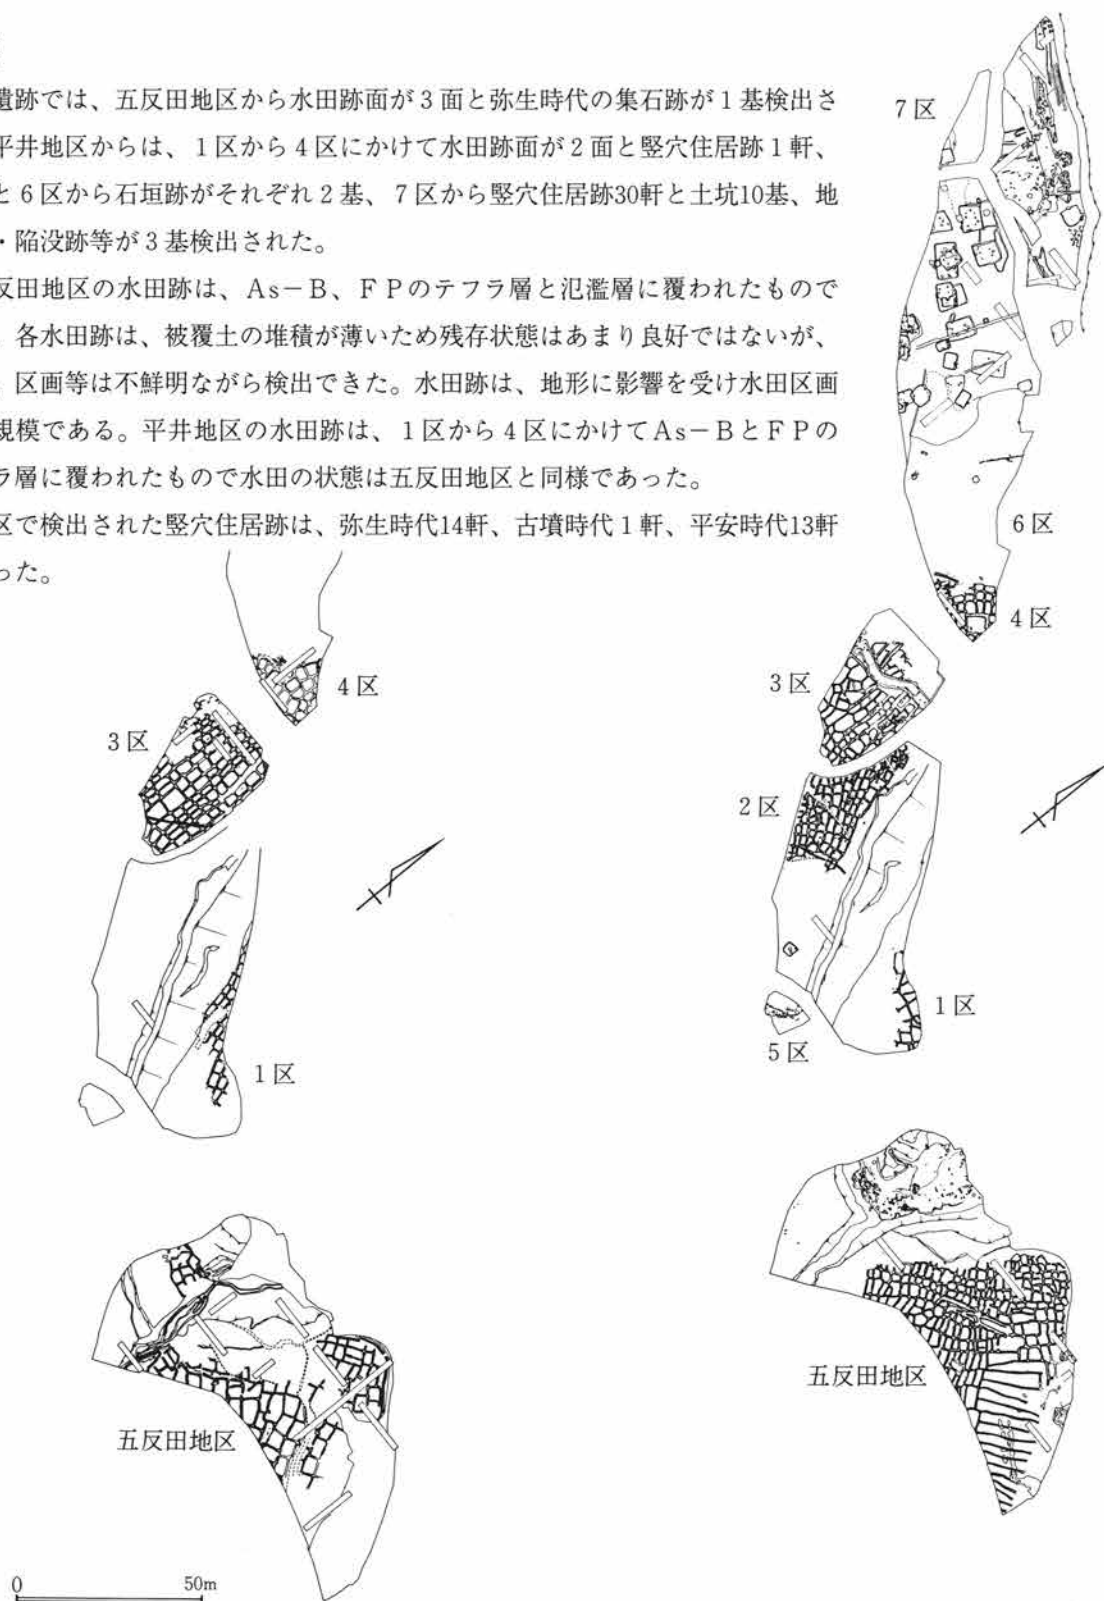 遺跡では、五反田地区から水田跡面が3面と弥生時代の集石跡が1基検出さ
平井地区からは、1区から4区にかけて水田跡面が2面と竪穴住居跡1軒、
と6区から石垣跡がそれぞれ2基、7区から竪穴住居跡30軒と土坑10基、地
・陥没跡等が3基検出された。
反田地区の水田跡は、As－B、FPのテフラ層と氾濫層に覆われたもので
各水田跡は、被覆土の堆積が薄いため残存状態はあまり良好ではないが、
区画等は不鮮明ながら検出できた。水田跡は、地形に影響を受け水田区画
規模である。平井地区の水田跡は、1区から4区にかけてAs－BとFPの
ラ層に覆われたもので水田の状態は五反田地区と同様であった。
区で検出された竪穴住居跡は、弥生時代14軒、古墳時代1軒、平安時代13軒
った。
4区
3区
1区
五反田地区
0 50m
7区
6区
4区
3区
2区
1区
5区
五反田地区